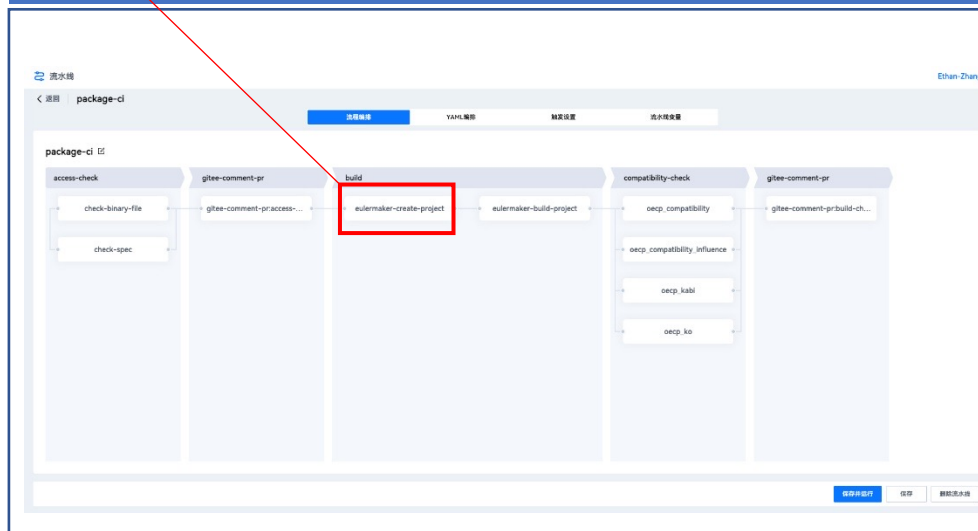 流水线
Ethan-Zhang
返回 package-ci
流程编排 YAML编排 触发设置 流水线变量
package-ci
access-check gitee-comment-pr build compatibility-check gitee-comment-pr
check-binary-file gitee-comment-pr:access-... eulermaker-create-project eulermaker-build-project oecp_compatibility gitee-comment-pr:build-ch...
check-spec oecp_compatibility_influence
oecp_kabi
oecp_ko
保存并运行 保存 删除流水线